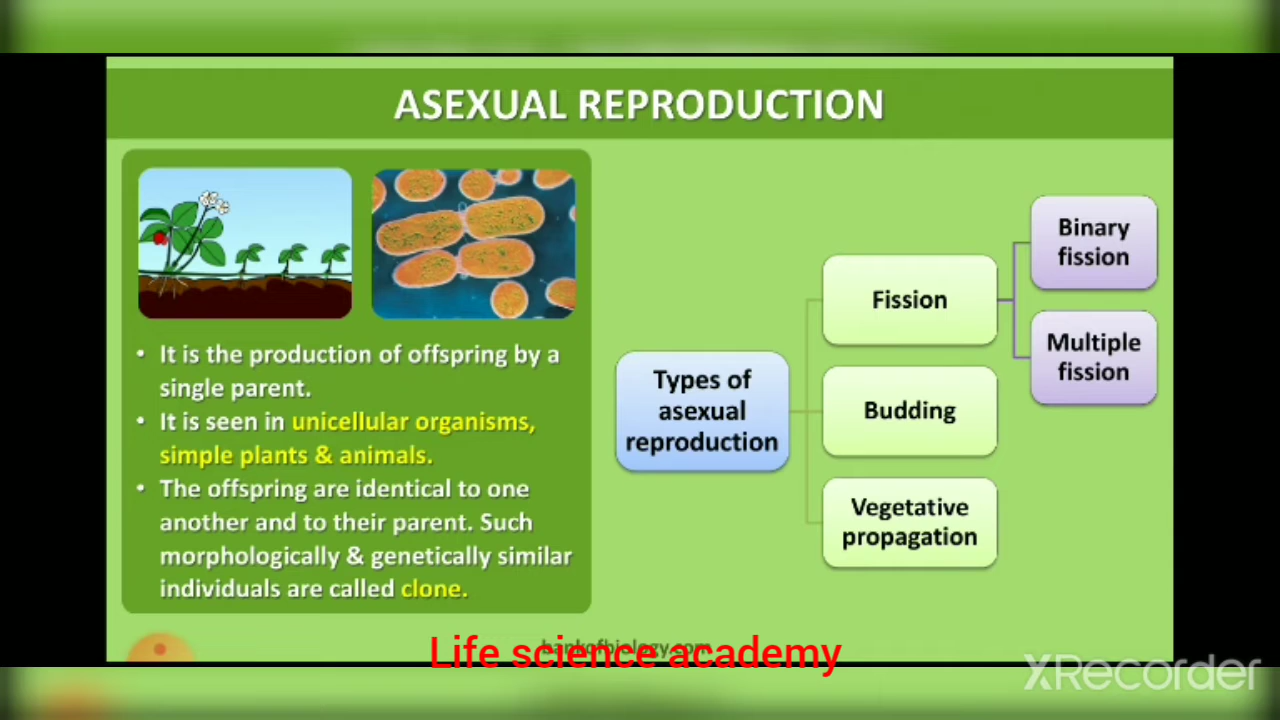 ASEXUAL REPRODUCTION
• It is the production of offspring by a
single parent.
• It is seen in unicellular organisms,
simple plants & animals.
• The offspring are identical to one
another and to their parent. Such
morphologically & genetically similar
individuals are called clone.
Types of
asexual
reproduction
Fission
Budding
Vegetative
propagation
Binary
fission
Multiple
fission
bankofbiology.com
Life science academy
XRecorder